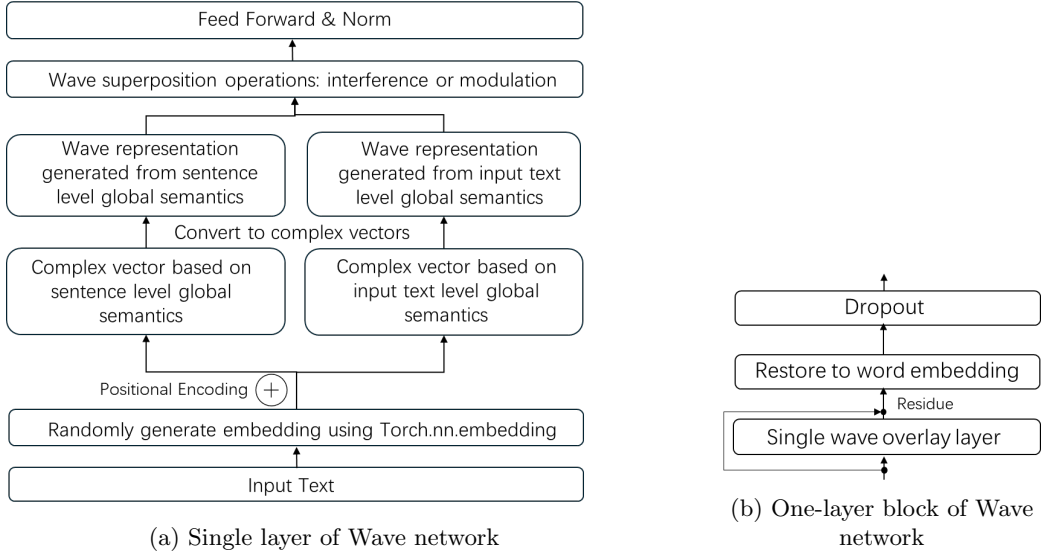 Feed Forward & Norm
Wave superposition operations: interference or modulation
Wave representation
generated from sentence
level global semantics
Wave representation
generated from input text
level global semantics
Convert to complex vectors
Complex vector based on
sentence level global
semantics
Complex vector based on
input text level global
semantics
Positional Encoding
Randomly generate embedding using Torch.nn.embedding
Input Text
(a) Single layer of Wave network
Dropout
Restore to word embedding
Residue
Single wave overlay layer
(b) One-layer block of Wave
network